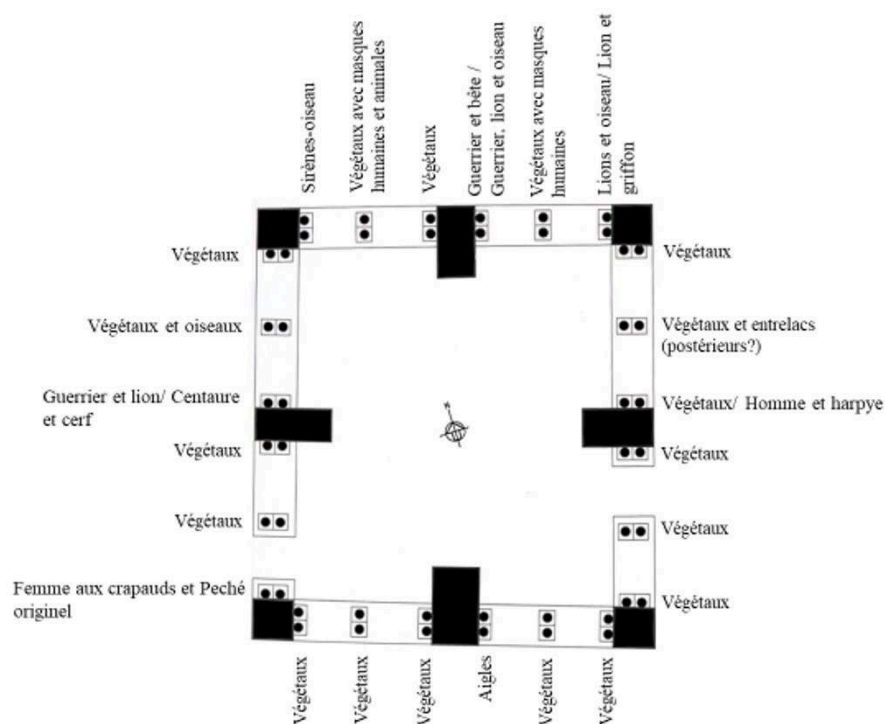 Sirènes-oiseau
Végétaux avec masques
humaines et animales
Végétaux
Guerrier et bête /
Guerrier, lion et oiseau
Végétaux avec masques
humaines
Lions et oiseau/ Lion et
griffon
Végétaux
Végétaux
Végétaux et oiseaux
Végétaux et entrelacs
(postérieurs?)
Guerrier et lion/ Centaure
et cerf
Végétaux/ Homme et harpye
Végétaux
Végétaux
Végétaux
Végétaux
Femme aux crapauds et Peché
originel
Végétaux
Végétaux
Végétaux
Végétaux
Aigles
Végétaux
Végétaux